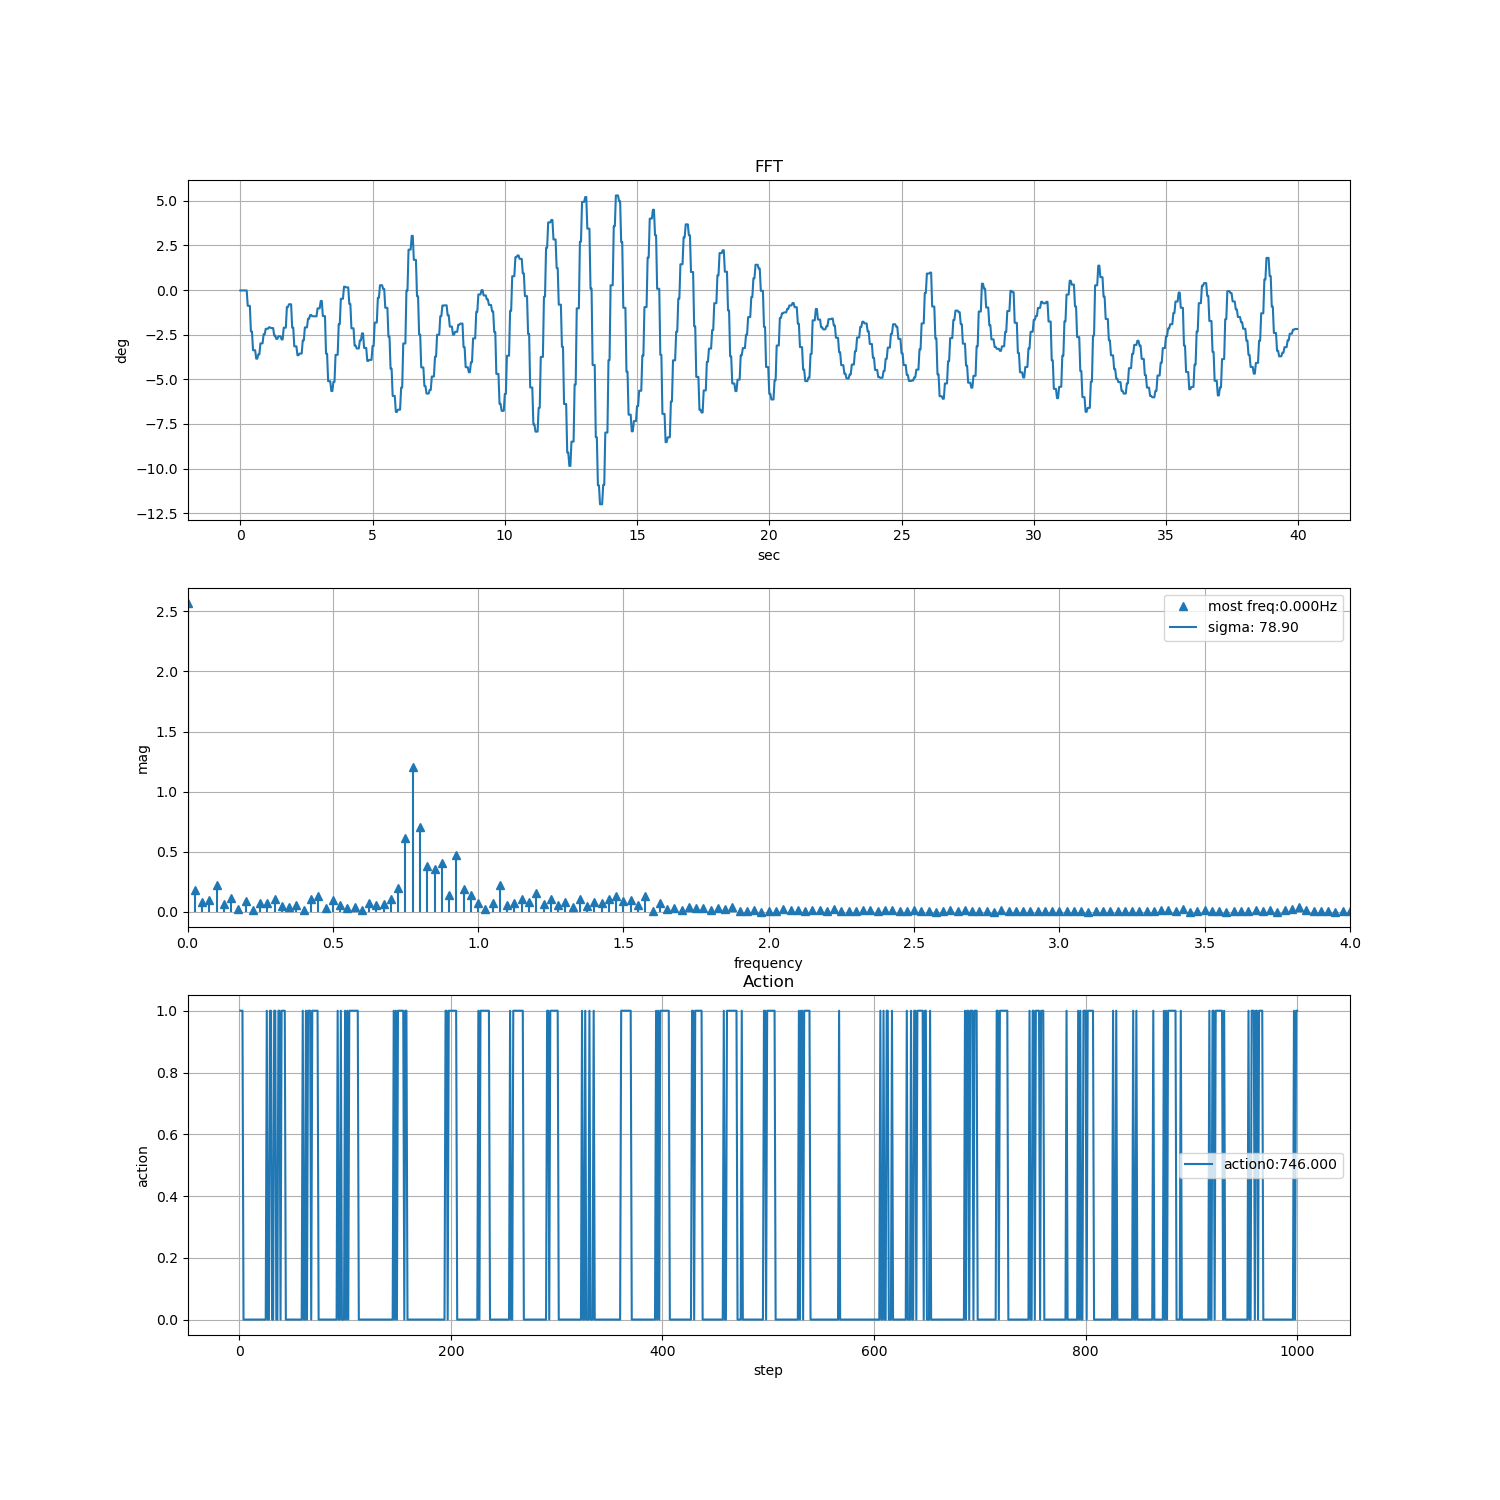 FFT
5.0
2.5
0.0
−2.5
−5.0
−7.5
−10.0
−12.5
deg
0 5 10 15 20 25 30 35 40
sec
most freq:0.000Hz
sigma: 78.90
2.5
2.0
1.5
1.0
0.5
0.0
mag
0.0 0.5 1.0 1.5 2.0 2.5 3.0 3.5 4.0
frequency
Action
1.0
0.8
0.6
0.4
0.2
0.0
action
action0:746.000
0 200 400 600 800 1000
step